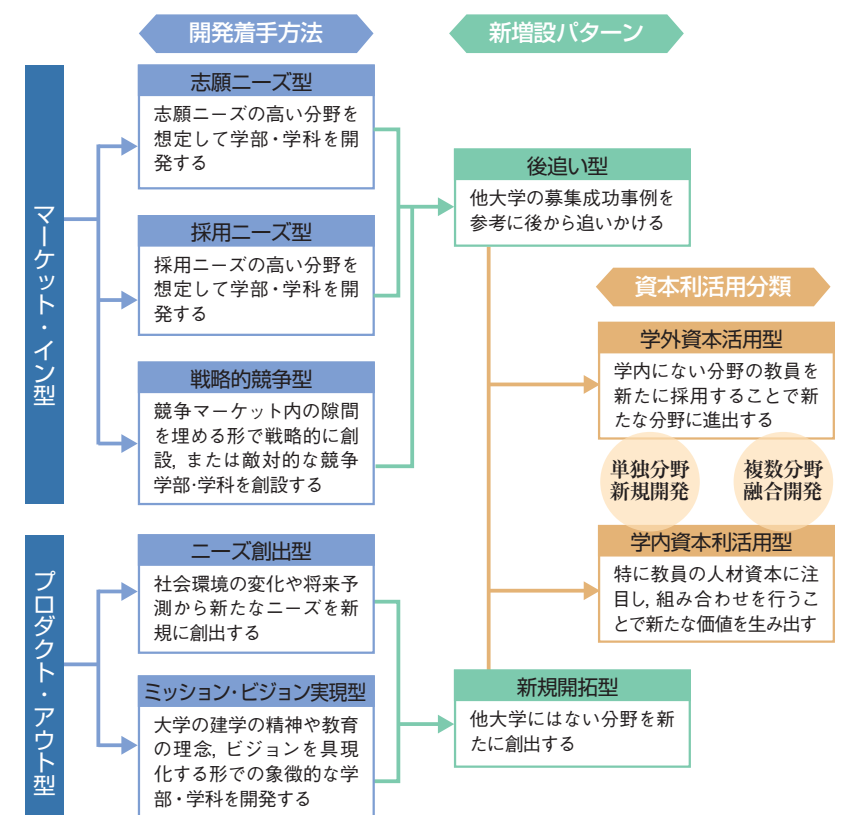 開発着手方法
新増設パターン
マーケット・イン型
志願ニーズ型
志願ニーズの高い分野を
想定して学部・学科を開
発する
採用ニーズ型
採用ニーズの高い分野を
想定して学部・学科を開
発する
戦略的競争型
競争マーケット内の隙間
を埋める形で戦略的に創
設，または敵対的な競争
学部・学科を創設する
後追い型
他大学の募集成功事例を
参考に後から追いかける
資本利活用分類
学外資本活用型
学内にない分野の教員を
新たに採用することで新
たな分野に進出する
単独分野
新規開発
複数分野
融合開発
学内資本利活用型
特に教員の人材資本に注
目し，組み合わせを行うこ
とで新たな価値を生み出す
プロダクト・アウト型
ニーズ創出型
社会環境の変化や将来予
測から新たなニーズを新
規に創出する
ミッション・ビジョン実現型
大学の建学の精神や教育
の理念，ビジョンを具現
化する形での象徴的な学
部・学科を開発する
新規開拓型
他大学にはない分野を新
たに創出する